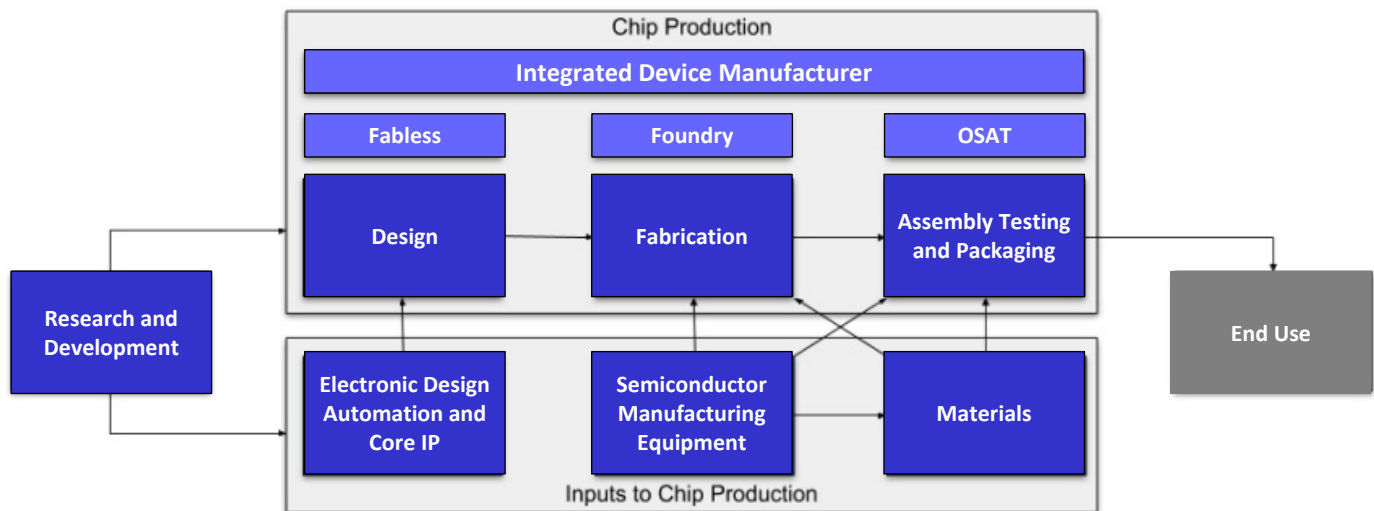 Chip Production
Integrated Device Manufacturer
Fabless
Foundry
OSAT
Design
Fabrication
Assembly Testing
and Packaging
Research and
Development
End Use
Electronic Design
Automation and
Core IP
Semiconductor
Manufacturing
Equipment
Materials
Inputs to Chip Production